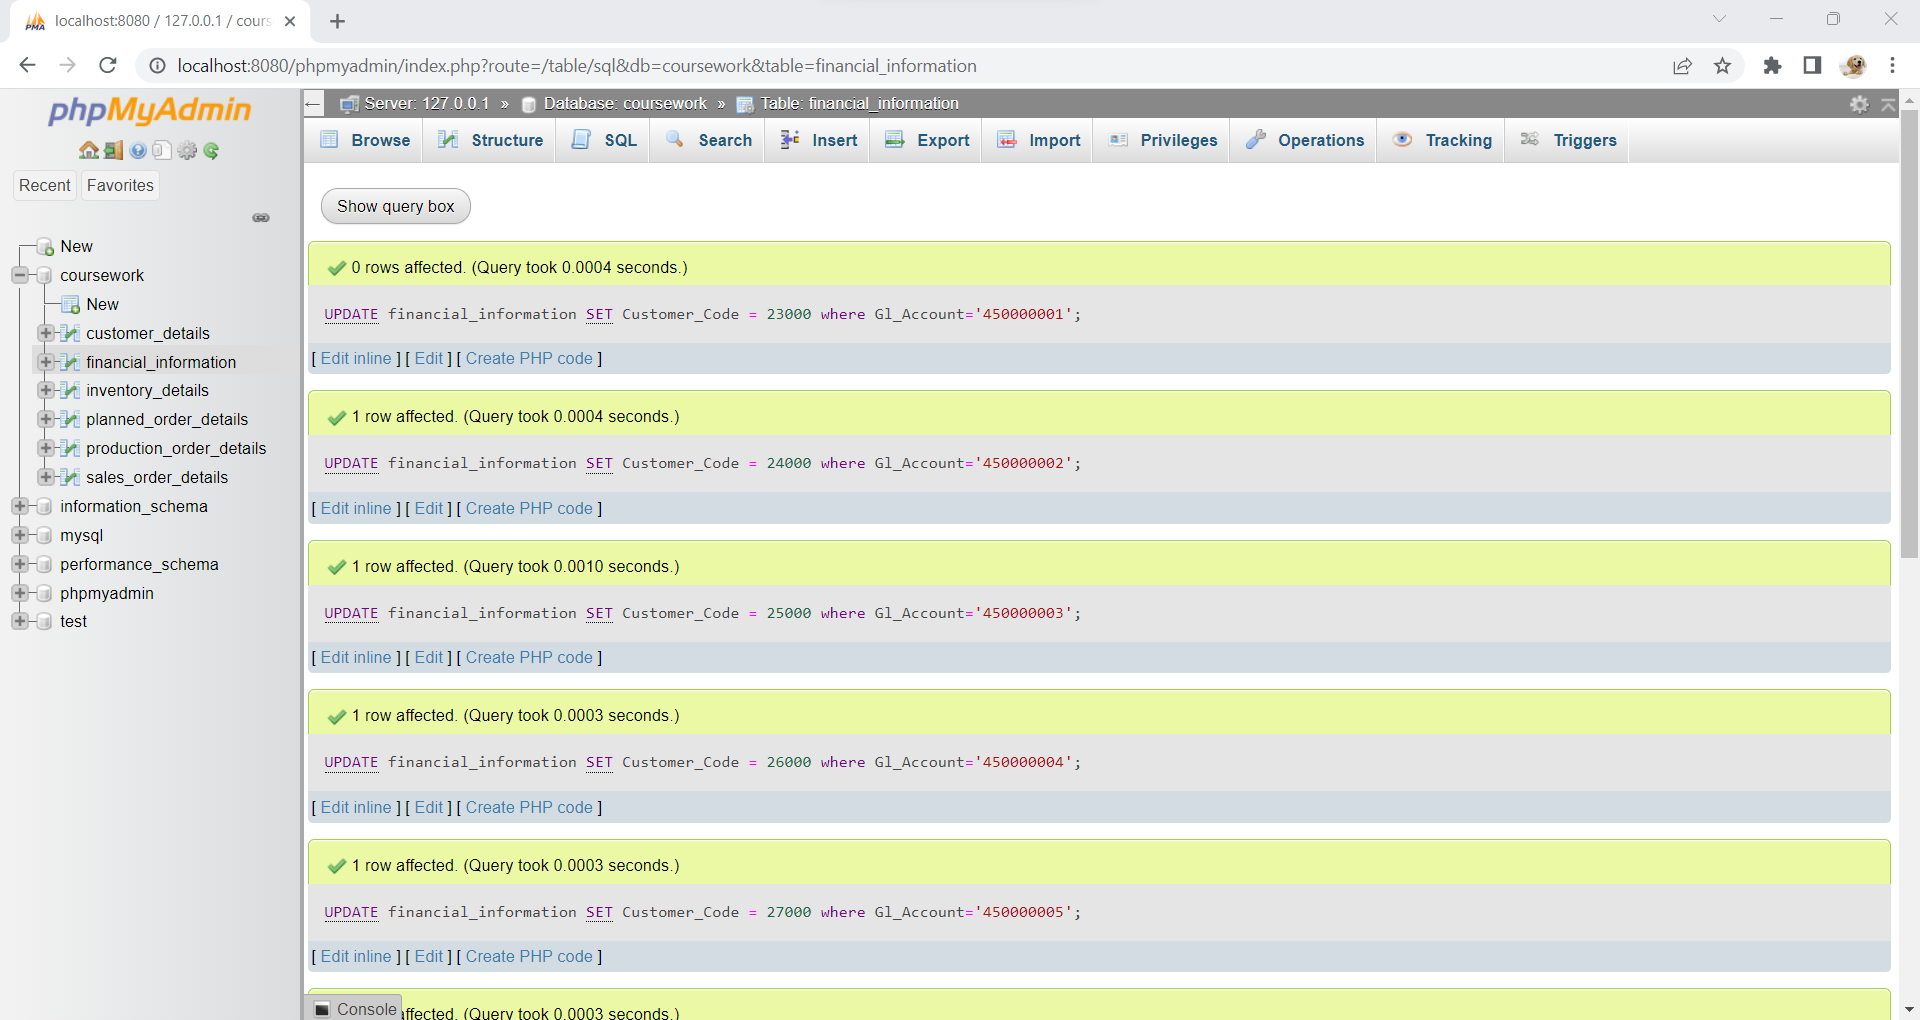 localhost:8080 / 127.0.0.1 / cours
localhost:8080/phpmyadmin/index.php?route=/table/sql&db=coursework&table=financial_information
phpMyAdmin
Recent Favorites
New
coursework
New
customer_details
financial_information
inventory_details
planned_order_details
production_order_details
sales_order_details
information_schema
mysql
performance_schema
phpmyadmin
test
Server: 127.0.0.1 » Database: coursework » Table: financial_information
Browse Structure SQL Search Insert Export Import Privileges Operations Tracking Triggers
Show query box
0 rows affected. (Query took 0.0004 seconds.)
UPDATE financial_information SET Customer_Code = 23000 where Gl_Account='450000001';
[ Edit inline ] [ Edit ] [ Create PHP code ]
1 row affected. (Query took 0.0004 seconds.)
UPDATE financial_information SET Customer_Code = 24000 where Gl_Account='450000002';
[ Edit inline ] [ Edit ] [ Create PHP code ]
1 row affected. (Query took 0.0010 seconds.)
UPDATE financial_information SET Customer_Code = 25000 where Gl_Account='450000003';
[ Edit inline ] [ Edit ] [ Create PHP code ]
1 row affected. (Query took 0.0003 seconds.)
UPDATE financial_information SET Customer_Code = 26000 where Gl_Account='450000004';
[ Edit inline ] [ Edit ] [ Create PHP code ]
1 row affected. (Query took 0.0003 seconds.)
UPDATE financial_information SET Customer_Code = 27000 where Gl_Account='450000005';
[ Edit inline ] [ Edit ] [ Create PHP code ]
Console ffected. (Query took 0.0003 seconds.)